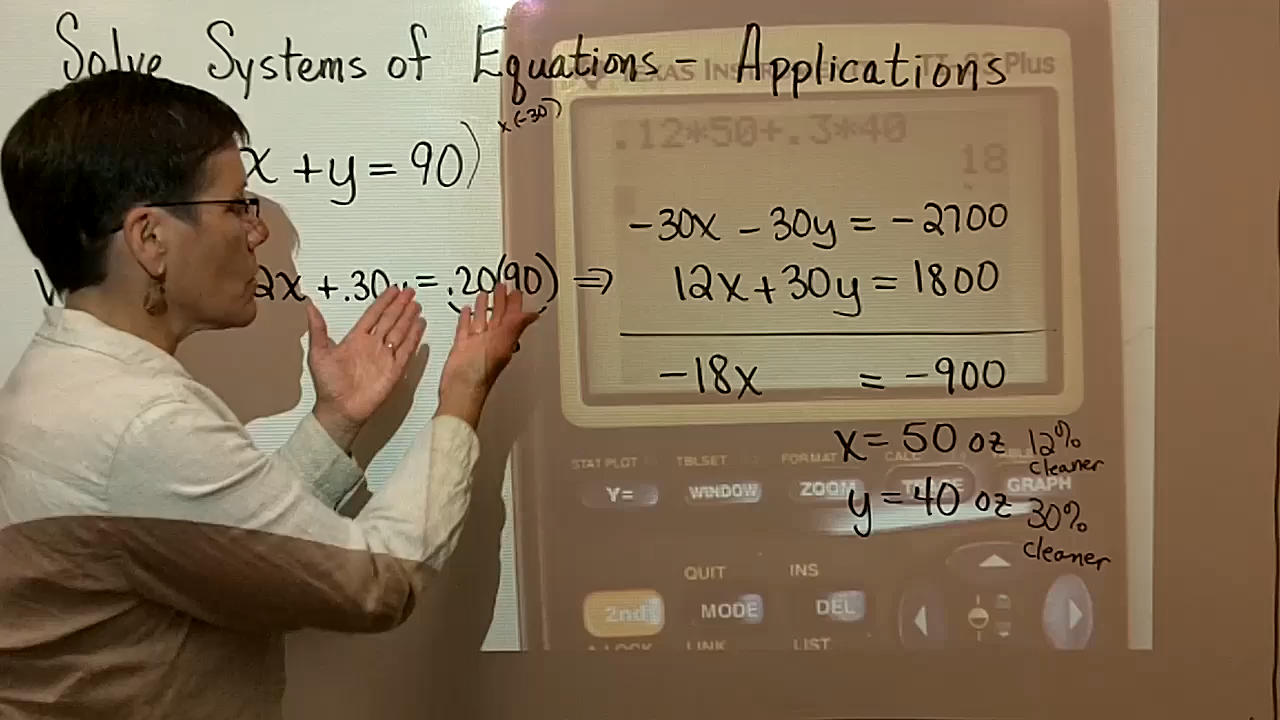 Solve Systems of Equations - Applications
TEXAS INSTRUMENTS TI-83 Plus
x(-30)
x + y = 90)
.12*50+.3*40
18
-30x - 30y = -2700
2x + .30y = .20(90) ⇒ 12x + 30y = 1800
-18x = -900
x = 50 oz 12% cleaner
y = 40 oz 30% cleaner
STAT PLOT TBLSET FORMAT CALC
Y= WINDOW ZOOM TRACE GRAPH
QUIT INS
2nd MODE DEL
A-LOCK LINK LIST